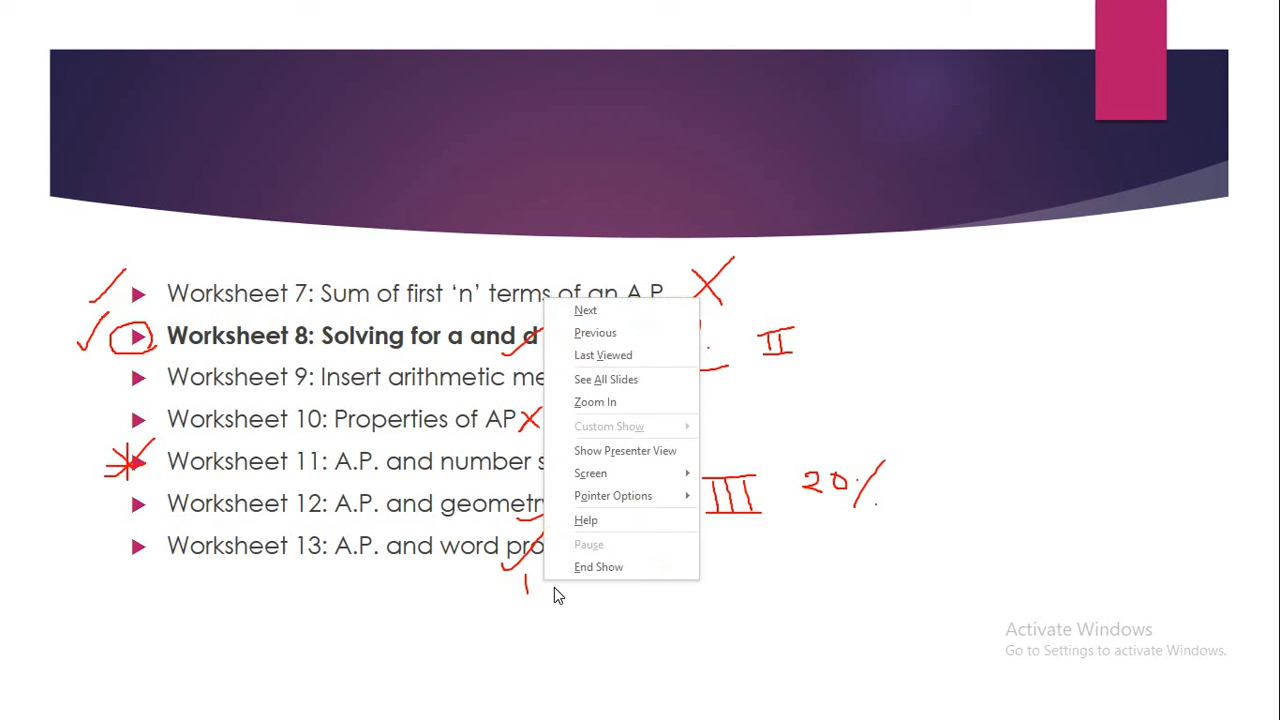 Worksheet 7: Sum of first ‘n’ terms of an A.P.
Worksheet 8: Solving for a and d
II
Worksheet 9: Insert arithmetic
Worksheet 10: Properties of AP
Worksheet 11: A.P. and number
III 20%
Worksheet 12: A.P. and geometry
Worksheet 13: A.P. and word
Next
Previous
Last Viewed
See All Slides
Zoom In
Custom Show
Show Presenter View
Screen
Pointer Options
Help
Pause
End Show
Activate Windows
Go to Settings to activate Windows.